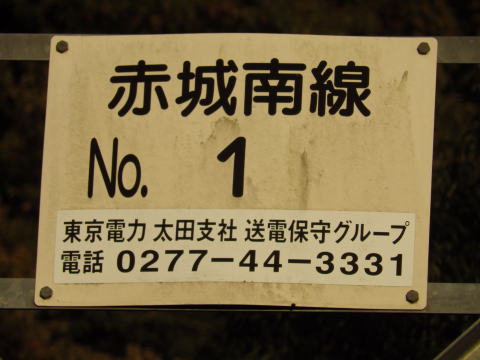 赤城南線
No. 1
東京電力 太田支社 送電保守グループ
電話 0277-44-3331